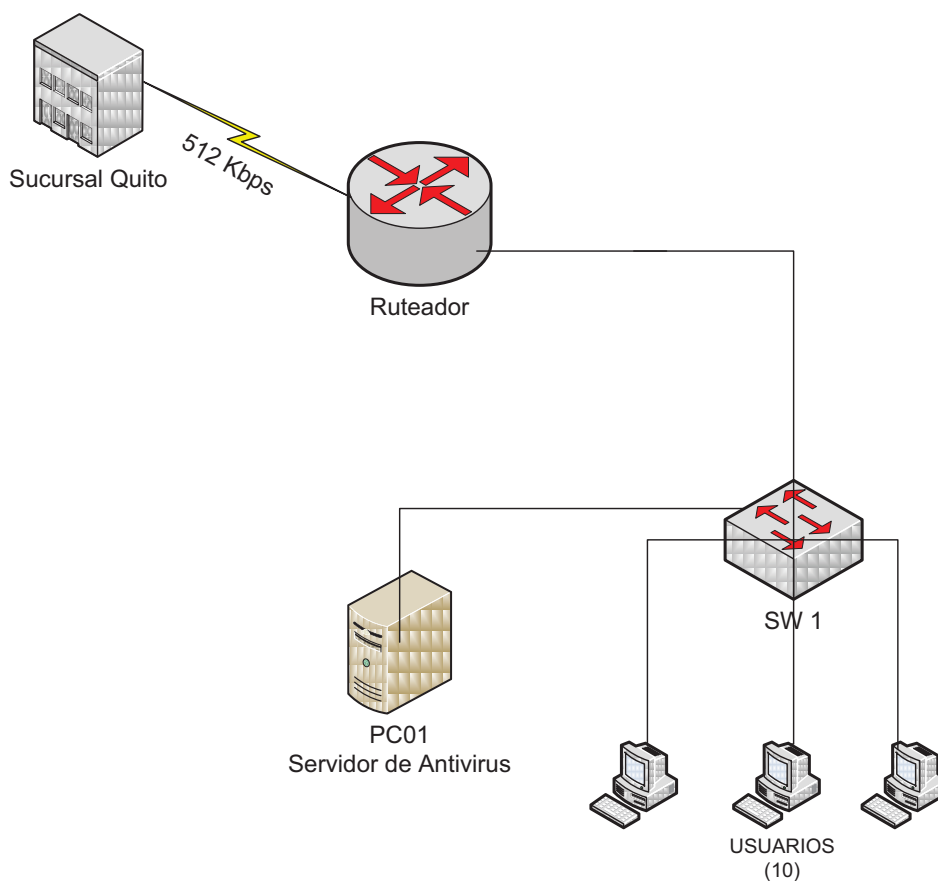 Sucursal Quito
512 Kbps
Ruteador
SW 1
PC01
Servidor de Antivirus
USUARIOS
(10)